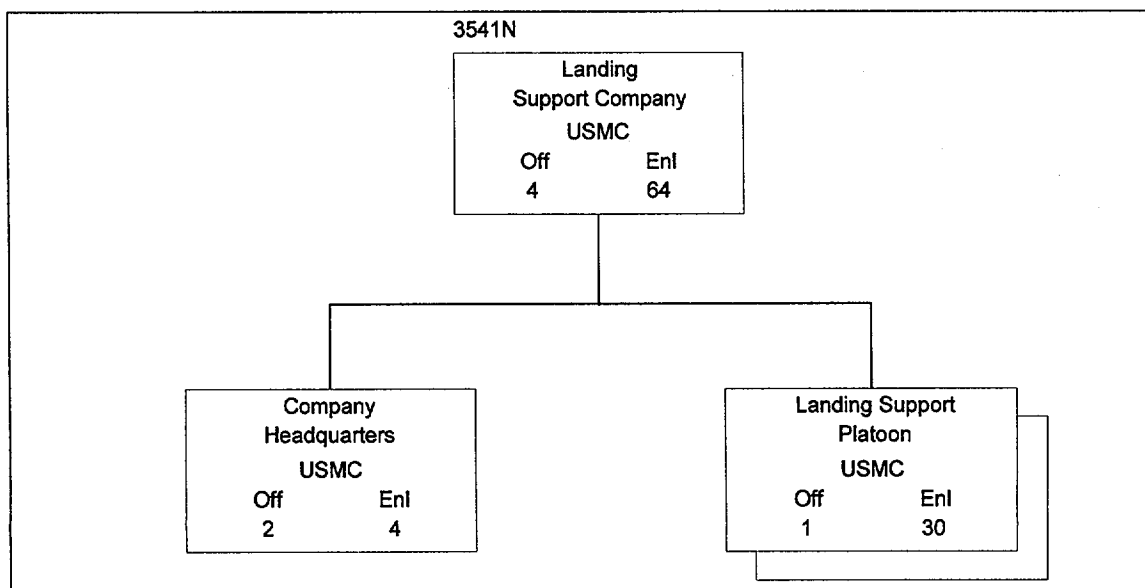 3541N
Landing
Support Company
USMC
Off Enl
4 64
Company
Headquarters
USMC
Off Enl
2 4
Landing Support
Platoon
USMC
Off Enl
1 30